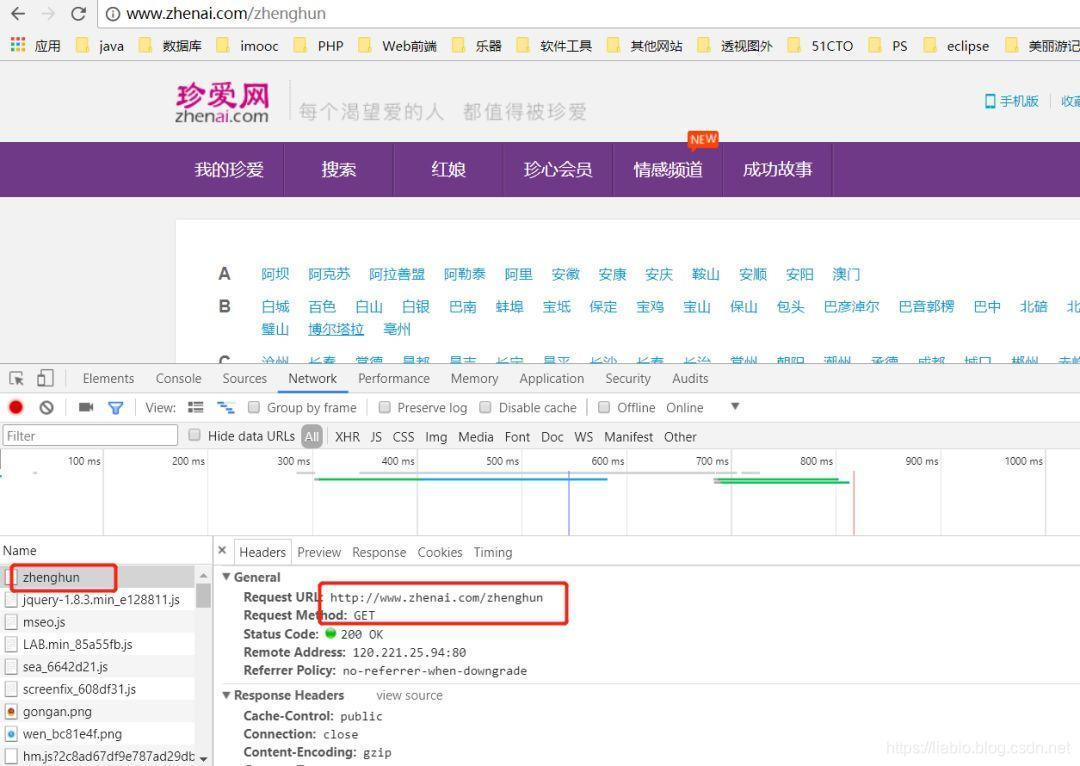 www.zhenai.com/zhenghun
应用 java 数据库 imooc PHP Web前端 乐器 软件工具 其他网站 透视图外 51CTO PS eclipse 美丽游记
珍爱网
zhenai.com
每个渴望爱的人 都值得被珍爱
手机版 收藏
NEW
我的珍爱 搜索 红娘 珍心会员 情感频道 成功故事
A 阿坝 阿克苏 阿拉善盟 阿勒泰 阿里 安徽 安康 安庆 鞍山 安顺 安阳 澳门
B 白城 百色 白山 白银 巴南 蚌埠 宝坻 保定 宝鸡 宝山 保山 包头 巴彦淖尔 巴音郭楞 巴中 北碚 北
璧山 博尔塔拉 亳州
Elements Console Sources Network Performance Memory Application Security Audits
View: Group by frame Preserve log Disable cache Offline Online
Filter Hide data URLs All XHR JS CSS Img Media Font Doc WS Manifest Other
100 ms 200 ms 300 ms 400 ms 500 ms 600 ms 700 ms 800 ms 900 ms 1000 ms
Name
zhenghun
jquery-1.8.3.min_e128811.js
mseo.js
LAB.min_85a55fb.js
sea_6642d21.js
screenfix_608df31.js
gongan.png
wen_bc81e4f.png
hm.js?2c8ad67df9e787ad29db
× Headers Preview Response Cookies Timing
General
Request URL: http://www.zhenai.com/zhenghun
Request Method: GET
Status Code: 200 OK
Remote Address: 120.221.25.94:80
Referrer Policy: no-referrer-when-downgrade
Response Headers view source
Cache-Control: public
Connection: close
Content-Encoding: gzip
https://liabio.blog.csdn.net